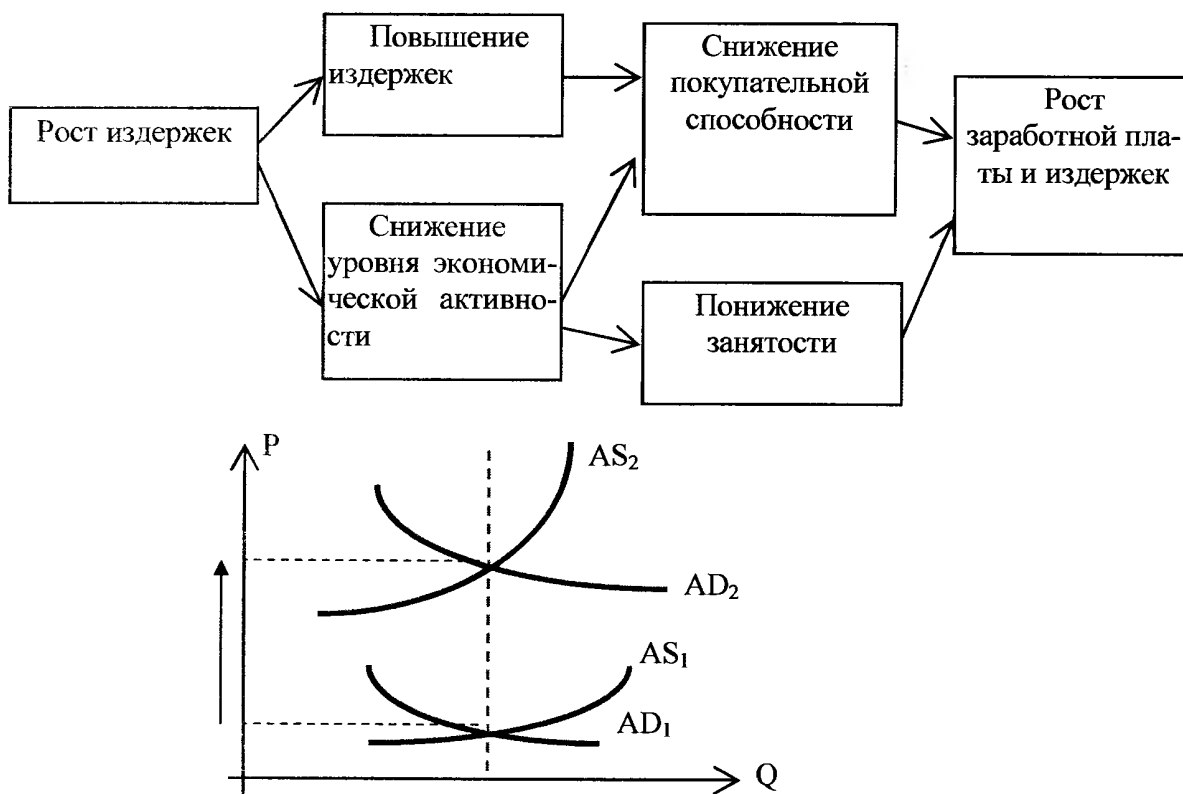 Рост издержек
Повышение
издержек
Снижение
уровня экономи-
ческой активно-
сти
Снижение
покупательной
способности
Понижение
занятости
Рост
заработной пла-
ты и издержек
P
AS₂
AD₂
AS₁
AD₁
Q